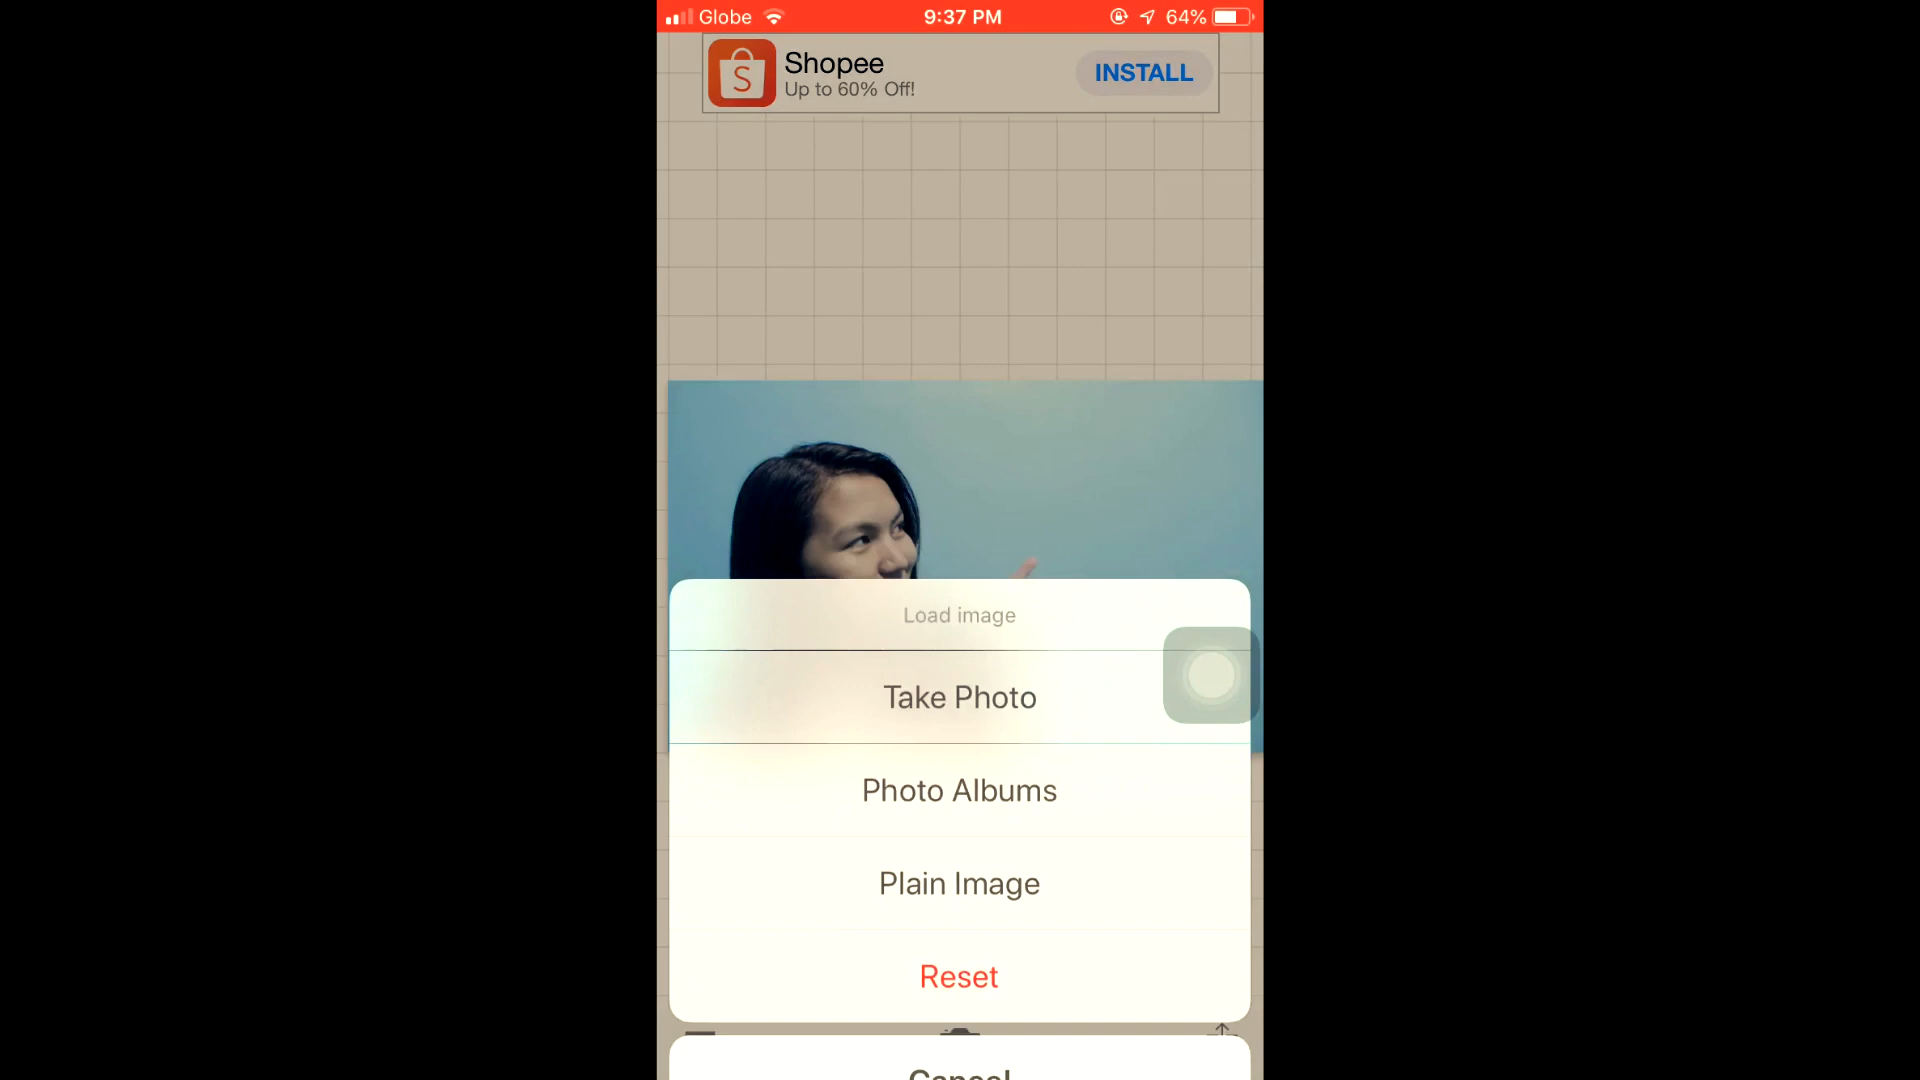 Globe 9:37 PM 64%
S
Shopee
Up to 60% Off!
INSTALL
Load image
Take Photo
Photo Albums
Plain Image
Reset
Cancel